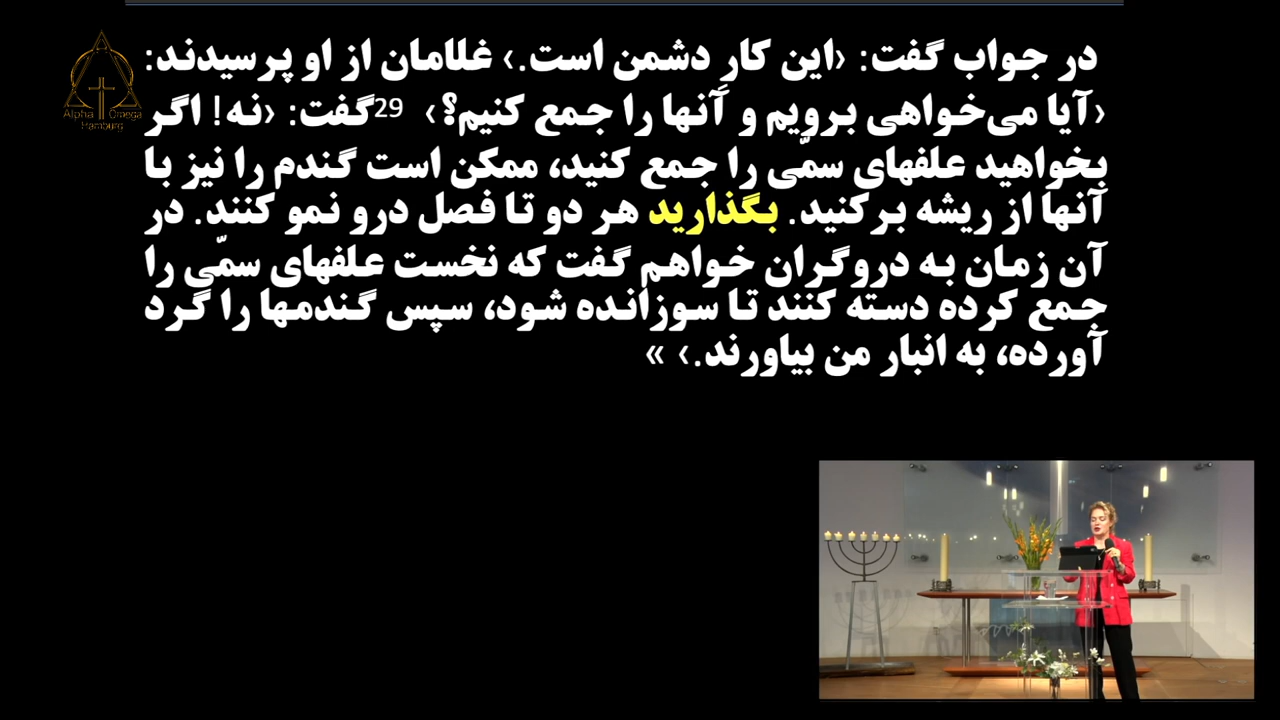 Alpha Omega
Hamburg
در جواب گفت: ‹این کارِ دشمن است.› غلامان از او پرسیدند:
‹آیا می‌خواهی برویم و آنها را جمع کنیم؟› 29گفت: ‹نه! اگر
بخواهید علفهای سمّی را جمع کنید، ممکن است گندم را نیز با
آنها از ریشه برکنید. بگذارید هر دو تا فصل درو نمو کنند. در
آن زمان به دروگران خواهم گفت که نخست علفهای سمّی را
جمع کرده دسته کنند تا سوزانده شود، سپس گندمها را گرد
آورده، به انبار من بیاورند.› »